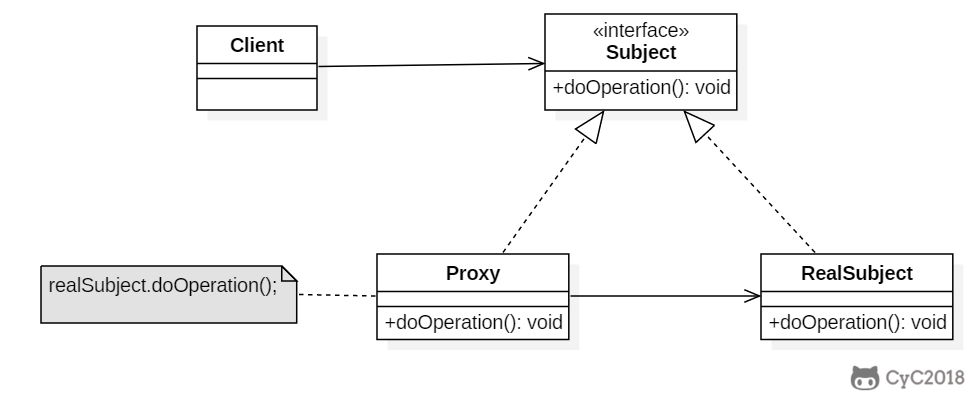 Client
«interface»
Subject
+doOperation(): void
realSubject.doOperation();
Proxy
+doOperation(): void
RealSubject
+doOperation(): void
CyC2018